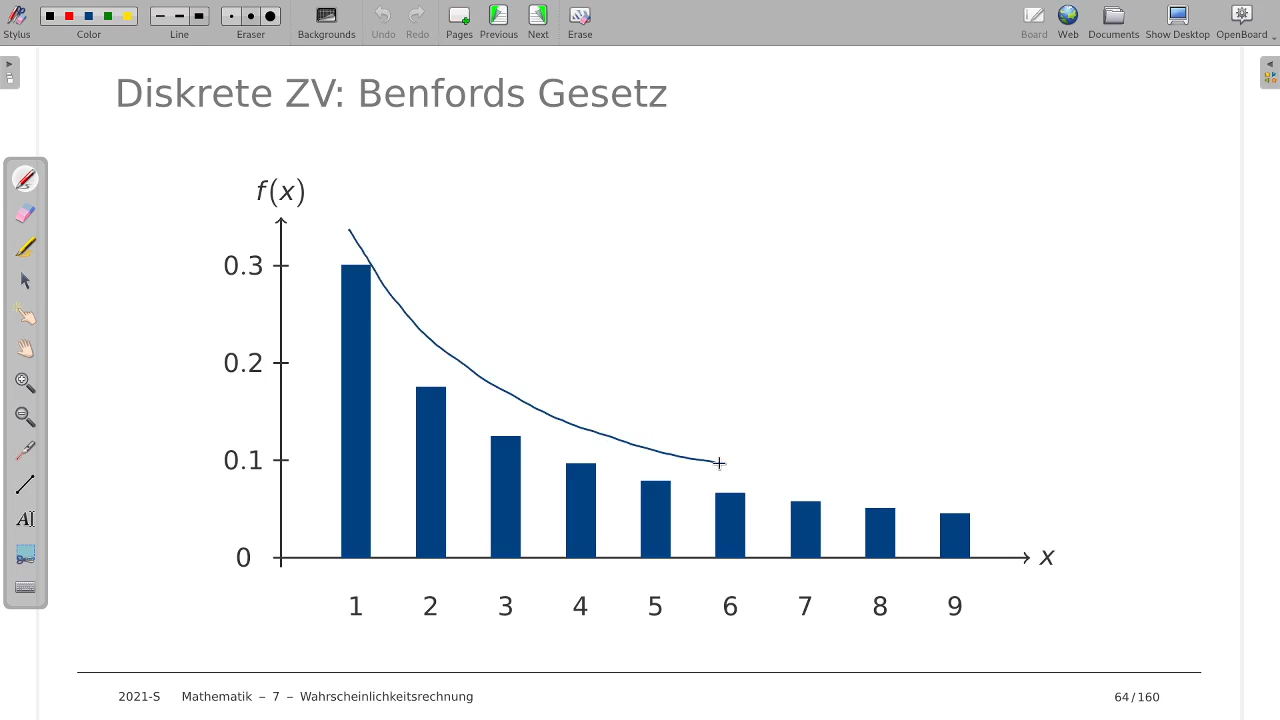 Stylus Color Line Eraser Backgrounds Undo Redo Pages Previous Next Erase Board Web Documents Show Desktop OpenBoard
Diskrete ZV: Benfords Gesetz
f(x)
0.3
0.2
0.1
0
x
1 2 3 4 5 6 7 8 9
2021-S Mathematik – 7 – Wahrscheinlichkeitsrechnung 64/160